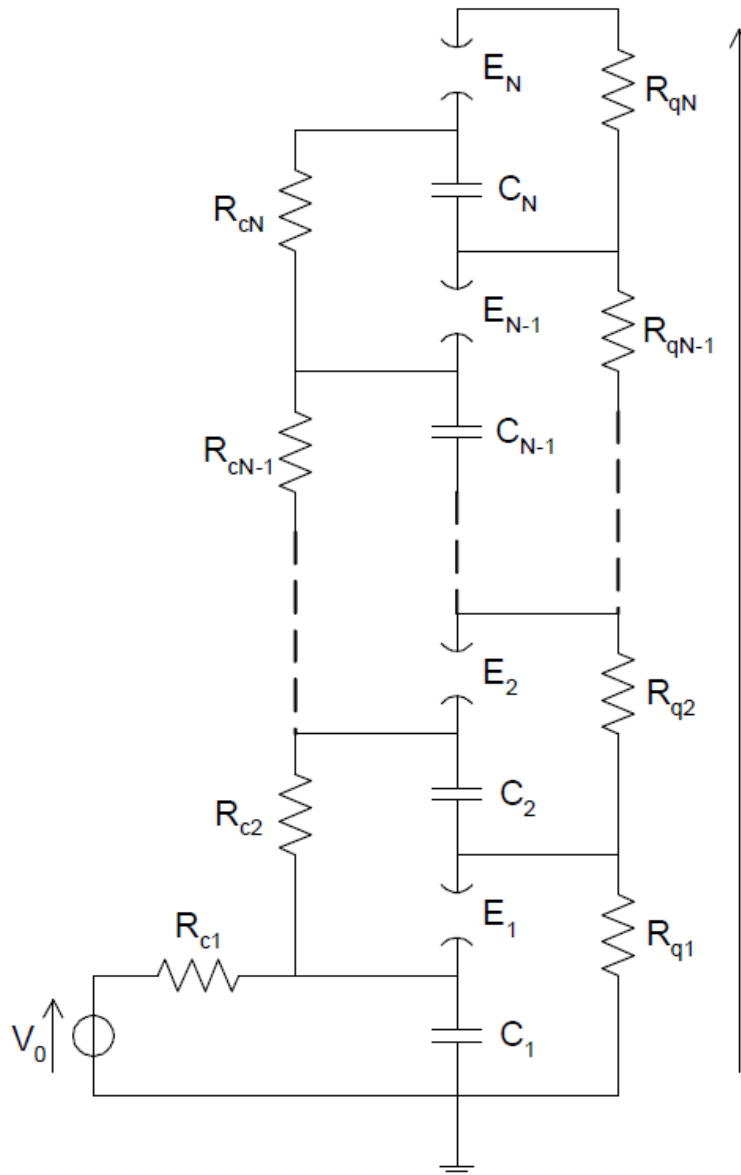 E_N
R_qN
C_N
R_cN
E_N-1
R_qN-1
C_N-1
R_cN-1
E_2
R_q2
C_2
R_c2
E_1
R_c1
R_q1
V_0
C_1